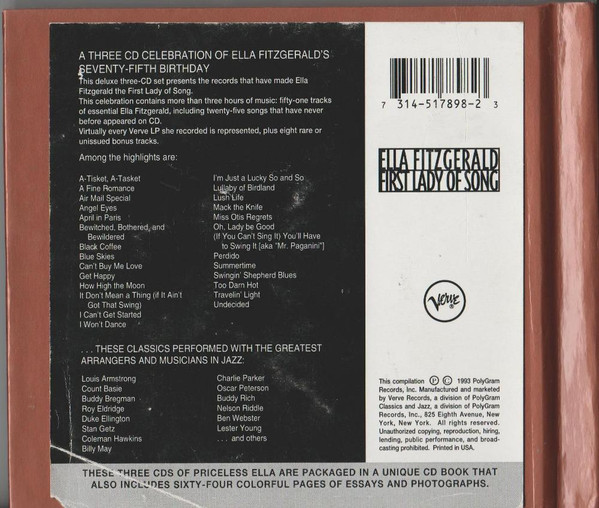 A THREE CD CELEBRATION OF ELLA FITZGERALD'S
SEVENTY-FIFTH BIRTHDAY
This deluxe three-CD set presents the records that have made Ella
Fitzgerald the First Lady of Song.
This celebration contains more than three hours of music: fifty-one tracks
of essential Ella Fitzgerald, including twenty-five songs that have never
before appeared on CD.
Virtually every Verve LP she recorded is represented, plus eight rare or
unissued bonus tracks.
Among the highlights are:
A-Tisket, A-Tasket
A Fine Romance
Air Mail Special
Angel Eyes
April in Paris
Bewitched, Bothered, and
Bewildered
Black Coffee
Blue Skies
Can't Buy Me Love
Get Happy
How High the Moon
It Don't Mean a Thing (if It Ain't
Got That Swing)
I Can't Get Started
I Won't Dance
I'm Just a Lucky So and So
Lullaby of Birdland
Lush Life
Mack the Knife
Miss Otis Regrets
Oh, Lady be Good
(If You Can't Sing It) You'll Have
to Swing It [aka "Mr. Paganini"]
Perdido
Summertime
Swingin' Shepherd Blues
Too Darn Hot
Travelin' Light
Undecided
. . . THESE CLASSICS PERFORMED WITH THE GREATEST
ARRANGERS AND MUSICIANS IN JAZZ:
Louis Armstrong
Count Basie
Buddy Bregman
Roy Eldridge
Duke Ellington
Stan Getz
Coleman Hawkins
Billy May
Charlie Parker
Oscar Peterson
Buddy Rich
Nelson Riddle
Ben Webster
Lester Young
. . . and others
7 314-517898-2 3
ELLA FITZGERALD
FIRST LADY OF SONG
Verve
This compilation ℗ © 1993 PolyGram
Records, Inc. Manufactured and marketed
by Verve Records, a division of PolyGram
Classics and Jazz, a division of PolyGram
Records, Inc., 825 Eighth Avenue, New
York, New York. All rights reserved.
Unauthorized copying, reproduction, hiring,
lending, public performance, and broad-
casting prohibited. Printed in USA.
THESE THREE CDS OF PRICELESS ELLA ARE PACKAGED IN A UNIQUE CD BOOK THAT
ALSO INCLUDES SIXTY-FOUR COLORFUL PAGES OF ESSAYS AND PHOTOGRAPHS.